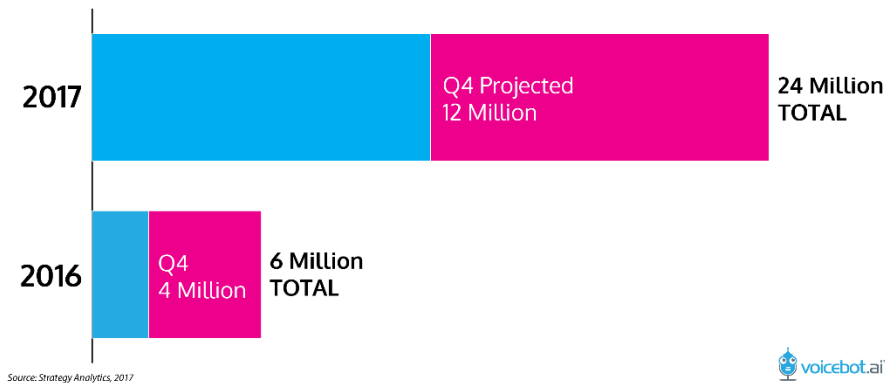 2017
Q4 Projected
12 Million
24 Million
TOTAL
2016
Q4
4 Million
6 Million
TOTAL
Source: Strategy Analytics, 2017
voicebot.ai